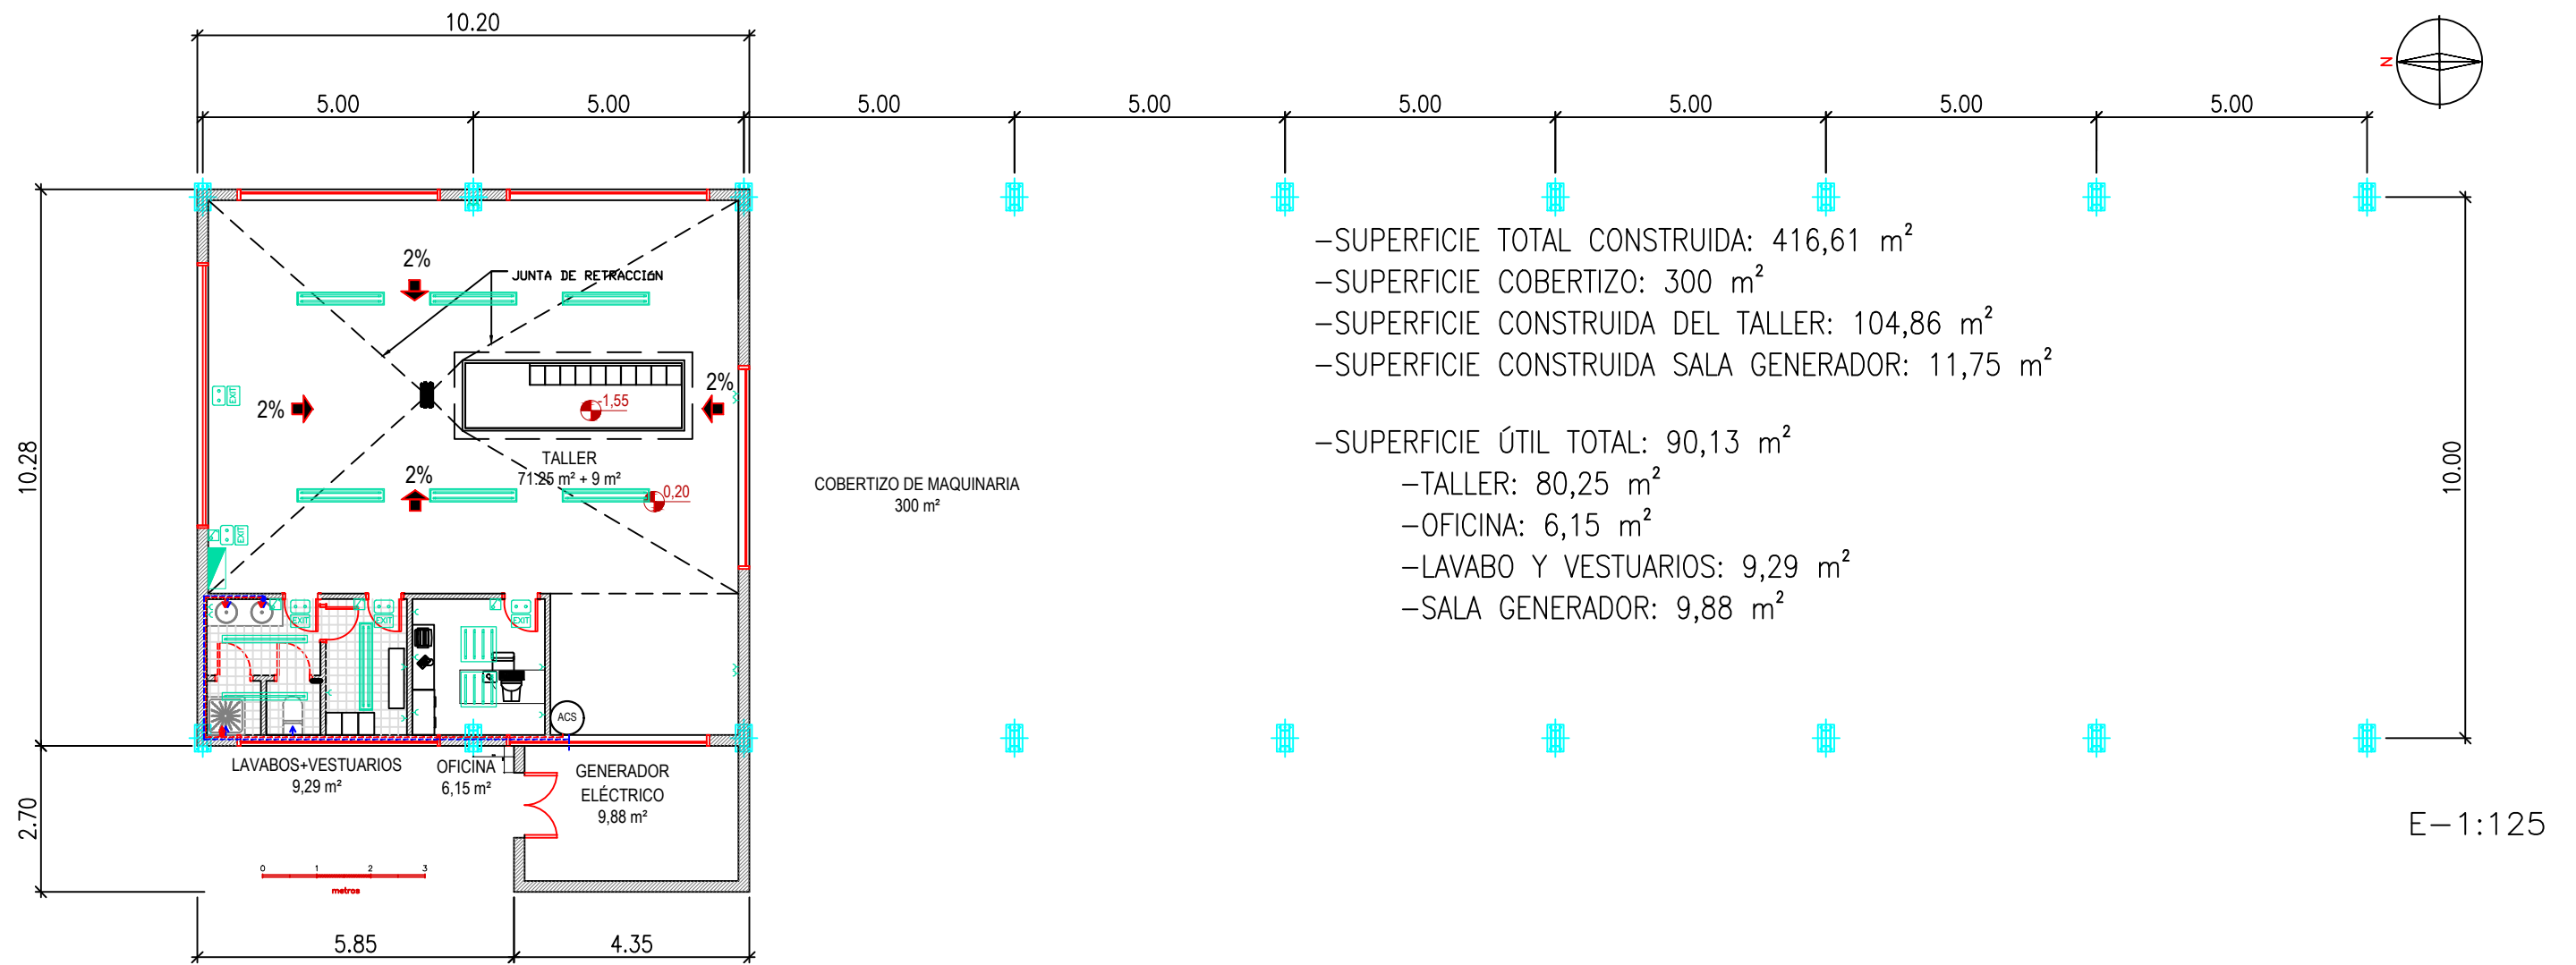 10.20
N
5.00 5.00 5.00 5.00 5.00 5.00 5.00 5.00
-SUPERFICIE TOTAL CONSTRUIDA: 416,61 m²
-SUPERFICIE COBERTIZO: 300 m²
-SUPERFICIE CONSTRUIDA DEL TALLER: 104,86 m²
-SUPERFICIE CONSTRUIDA SALA GENERADOR: 11,75 m²
-SUPERFICIE ÚTIL TOTAL: 90,13 m²
-TALLER: 80,25 m²
-OFICINA: 6,15 m²
-LAVABO Y VESTUARIOS: 9,29 m²
-SALA GENERADOR: 9,88 m²
2%
JUNTA DE RETRACCIóN
2%
2%
EXIT
-1,55
10.28
10.00
TALLER
71.25 m² + 9 m²
2%
0,20
COBERTIZO DE MAQUINARIA
300 m²
EXIT
EXIT
EXIT
EXIT
ACS
LAVABOS+VESTUARIOS
9,29 m²
OFICINA
6,15 m²
GENERADOR
ELÉCTRICO
9,88 m²
2.70
E-1:125
0 1 2 3
metros
5.85
4.35